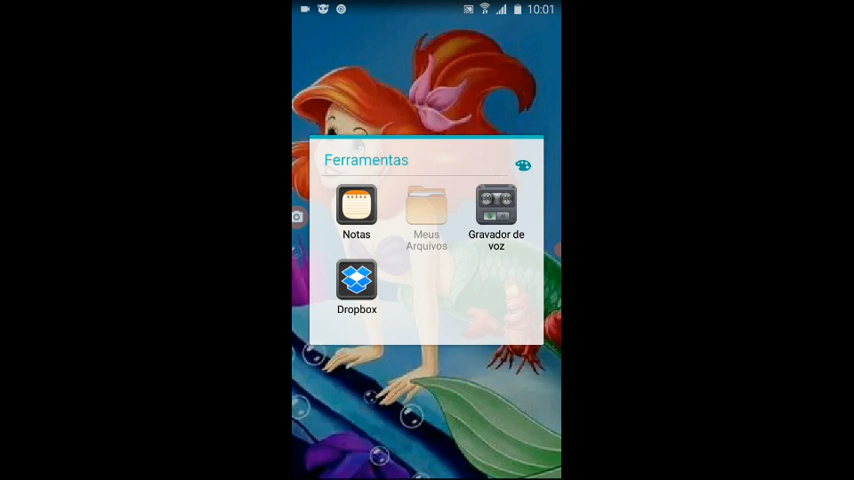 10:01
Ferramentas
Notas
Meus
Arquivos
Gravador de
voz
Dropbox